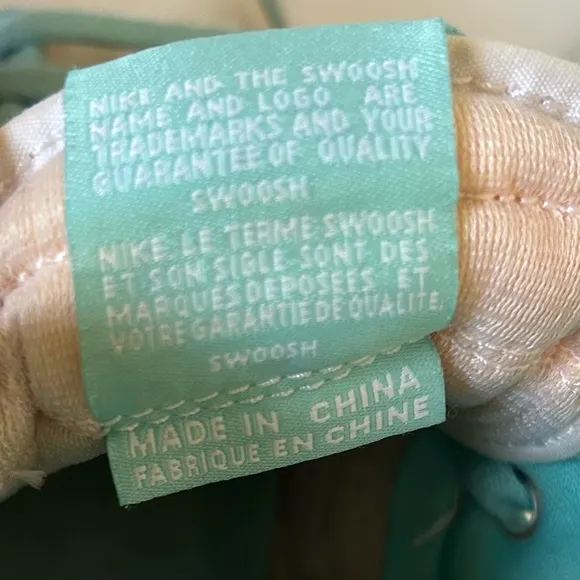 NIKE AND THE SWOOSH
NAME AND LOGO ARE
TRADEMARKS AND YOUR
GUARANTEE OF QUALITY
SWOOSH
NIKE LE TERME SWOOSH
ET SON SIGLE SONT DES
MARQUES DEPOSEES ET
VOTRE GARANTIE DE QUALITE
SWOOSH
MADE IN CHINA
FABRIQUE EN CHINE